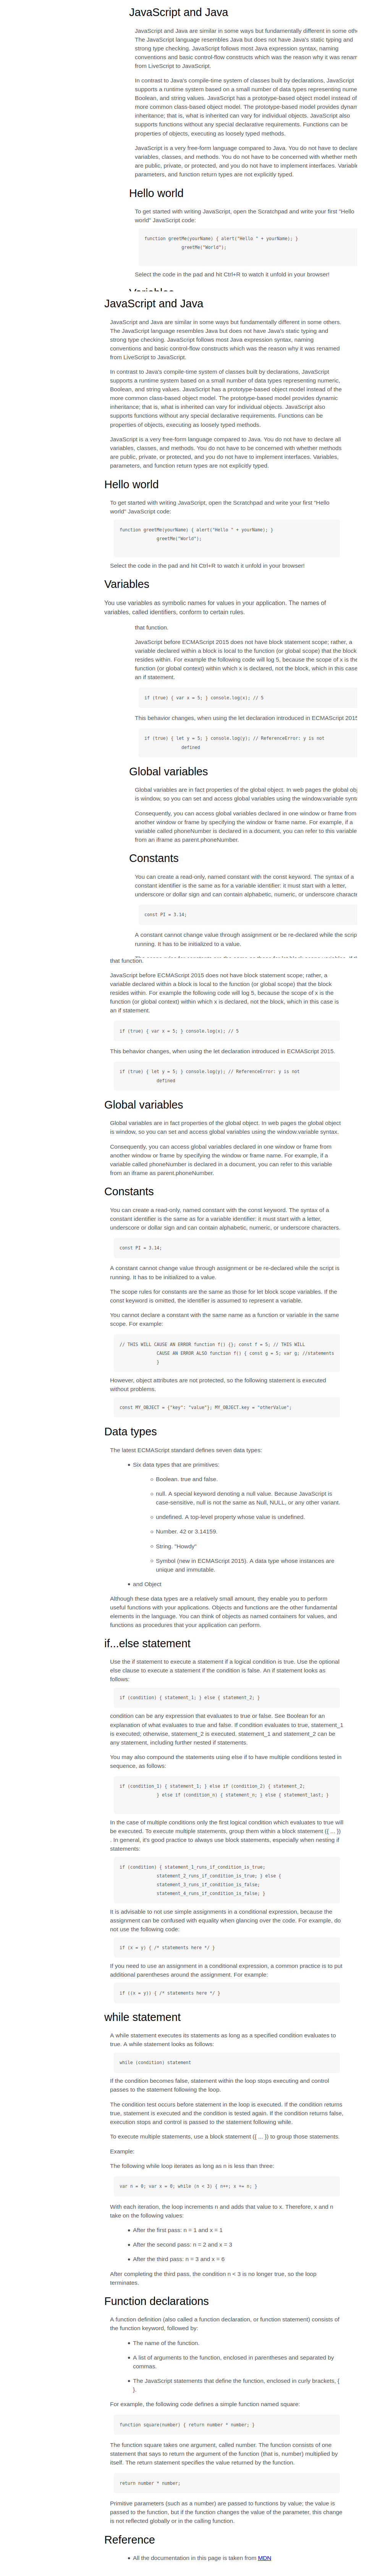 JavaScript and Java
JavaScript and Java are similar in some ways but fundamentally different in some oth
The JavaScript language resembles Java but does not have Java's static typing and
strong type checking. JavaScript follows most Java expression syntax, naming
conventions and basic control-flow constructs which was the reason why it was renam
from LiveScript to JavaScript.
In contrast to Java's compile-time system of classes built by declarations, JavaScript
supports a runtime system based on a small number of data types representing nume
Boolean, and string values. JavaScript has a prototype-based object model instead of
more common class-based object model. The prototype-based model provides dynam
inheritance; that is, what is inherited can vary for individual objects. JavaScript also
supports functions without any special declarative requirements. Functions can be
properties of objects, executing as loosely typed methods.
JavaScript is a very free-form language compared to Java. You do not have to declare
variables, classes, and methods. You do not have to be concerned with whether meth
are public, private, or protected, and you do not have to implement interfaces. Variable
parameters, and function return types are not explicitly typed.
Hello world
To get started with writing JavaScript, open the Scratchpad and write your first "Hello
world" JavaScript code:
function greetMe(yourName) { alert("Hello " + yourName); }
greetMe("World");
Select the code in the pad and hit Ctrl+R to watch it unfold in your browser!
Variables
JavaScript and Java
JavaScript and Java are similar in some ways but fundamentally different in some others.
The JavaScript language resembles Java but does not have Java's static typing and
strong type checking. JavaScript follows most Java expression syntax, naming
conventions and basic control-flow constructs which was the reason why it was renamed
from LiveScript to JavaScript.
In contrast to Java's compile-time system of classes built by declarations, JavaScript
supports a runtime system based on a small number of data types representing numeric,
Boolean, and string values. JavaScript has a prototype-based object model instead of the
more common class-based object model. The prototype-based model provides dynamic
inheritance; that is, what is inherited can vary for individual objects. JavaScript also
supports functions without any special declarative requirements. Functions can be
properties of objects, executing as loosely typed methods.
JavaScript is a very free-form language compared to Java. You do not have to declare all
variables, classes, and methods. You do not have to be concerned with whether methods
are public, private, or protected, and you do not have to implement interfaces. Variables,
parameters, and function return types are not explicitly typed.
Hello world
To get started with writing JavaScript, open the Scratchpad and write your first "Hello
world" JavaScript code:
function greetMe(yourName) { alert("Hello " + yourName); }
greetMe("World");
Select the code in the pad and hit Ctrl+R to watch it unfold in your browser!
Variables
You use variables as symbolic names for values in your application. The names of
variables, called identifiers, conform to certain rules.
that function.
JavaScript before ECMAScript 2015 does not have block statement scope; rather, a
variable declared within a block is local to the function (or global scope) that the block
resides within. For example the following code will log 5, because the scope of x is the
function (or global context) within which x is declared, not the block, which in this case
an if statement.
if (true) { var x = 5; } console.log(x); // 5
This behavior changes, when using the let declaration introduced in ECMAScript 2015
if (true) { let y = 5; } console.log(y); // ReferenceError: y is not
defined
Global variables
Global variables are in fact properties of the global object. In web pages the global obj
is window, so you can set and access global variables using the window.variable synta
Consequently, you can access global variables declared in one window or frame from
another window or frame by specifying the window or frame name. For example, if a
variable called phoneNumber is declared in a document, you can refer to this variable
from an iframe as parent.phoneNumber.
Constants
You can create a read-only, named constant with the const keyword. The syntax of a
constant identifier is the same as for a variable identifier: it must start with a letter,
underscore or dollar sign and can contain alphabetic, numeric, or underscore characte
const PI = 3.14;
A constant cannot change value through assignment or be re-declared while the scrip
running. It has to be initialized to a value.
that function.
JavaScript before ECMAScript 2015 does not have block statement scope; rather, a
variable declared within a block is local to the function (or global scope) that the block
resides within. For example the following code will log 5, because the scope of x is the
function (or global context) within which x is declared, not the block, which in this case is
an if statement.
if (true) { var x = 5; } console.log(x); // 5
This behavior changes, when using the let declaration introduced in ECMAScript 2015.
if (true) { let y = 5; } console.log(y); // ReferenceError: y is not
defined
Global variables
Global variables are in fact properties of the global object. In web pages the global object
is window, so you can set and access global variables using the window.variable syntax.
Consequently, you can access global variables declared in one window or frame from
another window or frame by specifying the window or frame name. For example, if a
variable called phoneNumber is declared in a document, you can refer to this variable
from an iframe as parent.phoneNumber.
Constants
You can create a read-only, named constant with the const keyword. The syntax of a
constant identifier is the same as for a variable identifier: it must start with a letter,
underscore or dollar sign and can contain alphabetic, numeric, or underscore characters.
const PI = 3.14;
A constant cannot change value through assignment or be re-declared while the script is
running. It has to be initialized to a value.
The scope rules for constants are the same as those for let block scope variables. If the
const keyword is omitted, the identifier is assumed to represent a variable.
You cannot declare a constant with the same name as a function or variable in the same
scope. For example:
// THIS WILL CAUSE AN ERROR function f() {}; const f = 5; // THIS WILL
CAUSE AN ERROR ALSO function f() { const g = 5; var g; //statements
}
However, object attributes are not protected, so the following statement is executed
without problems.
const MY_OBJECT = {"key": "value"}; MY_OBJECT.key = "otherValue";
Data types
The latest ECMAScript standard defines seven data types:
• Six data types that are primitives:
○ Boolean. true and false.
○ null. A special keyword denoting a null value. Because JavaScript is
case-sensitive, null is not the same as Null, NULL, or any other variant.
○ undefined. A top-level property whose value is undefined.
○ Number. 42 or 3.14159.
○ String. "Howdy"
○ Symbol (new in ECMAScript 2015). A data type whose instances are
unique and immutable.
• and Object
Although these data types are a relatively small amount, they enable you to perform
useful functions with your applications. Objects and functions are the other fundamental
elements in the language. You can think of objects as named containers for values, and
functions as procedures that your application can perform.
if...else statement
Use the if statement to execute a statement if a logical condition is true. Use the optional
else clause to execute a statement if the condition is false. An if statement looks as
follows:
if (condition) { statement_1; } else { statement_2; }
condition can be any expression that evaluates to true or false. See Boolean for an
explanation of what evaluates to true and false. If condition evaluates to true, statement_1
is executed; otherwise, statement_2 is executed. statement_1 and statement_2 can be
any statement, including further nested if statements.
You may also compound the statements using else if to have multiple conditions tested in
sequence, as follows:
if (condition_1) { statement_1; } else if (condition_2) { statement_2;
} else if (condition_n) { statement_n; } else { statement_last; }
In the case of multiple conditions only the first logical condition which evaluates to true will
be executed. To execute multiple statements, group them within a block statement ({ ... })
. In general, it's good practice to always use block statements, especially when nesting if
statements:
if (condition) { statement_1_runs_if_condition_is_true;
statement_2_runs_if_condition_is_true; } else {
statement_3_runs_if_condition_is_false;
statement_4_runs_if_condition_is_false; }
It is advisable to not use simple assignments in a conditional expression, because the
assignment can be confused with equality when glancing over the code. For example, do
not use the following code:
if (x = y) { /* statements here */ }
If you need to use an assignment in a conditional expression, a common practice is to put
additional parentheses around the assignment. For example:
if ((x = y)) { /* statements here */ }
while statement
A while statement executes its statements as long as a specified condition evaluates to
true. A while statement looks as follows:
while (condition) statement
If the condition becomes false, statement within the loop stops executing and control
passes to the statement following the loop.
The condition test occurs before statement in the loop is executed. If the condition returns
true, statement is executed and the condition is tested again. If the condition returns false,
execution stops and control is passed to the statement following while.
To execute multiple statements, use a block statement ({ ... }) to group those statements.
Example:
The following while loop iterates as long as n is less than three:
var n = 0; var x = 0; while (n < 3) { n++; x += n; }
With each iteration, the loop increments n and adds that value to x. Therefore, x and n
take on the following values:
• After the first pass: n = 1 and x = 1
• After the second pass: n = 2 and x = 3
• After the third pass: n = 3 and x = 6
After completing the third pass, the condition n < 3 is no longer true, so the loop
terminates.
Function declarations
A function definition (also called a function declaration, or function statement) consists of
the function keyword, followed by:
• The name of the function.
• A list of arguments to the function, enclosed in parentheses and separated by
commas.
• The JavaScript statements that define the function, enclosed in curly brackets, {
}.
For example, the following code defines a simple function named square:
function square(number) { return number * number; }
The function square takes one argument, called number. The function consists of one
statement that says to return the argument of the function (that is, number) multiplied by
itself. The return statement specifies the value returned by the function.
return number * number;
Primitive parameters (such as a number) are passed to functions by value; the value is
passed to the function, but if the function changes the value of the parameter, this change
is not reflected globally or in the calling function.
Reference
• All the documentation in this page is taken from MDN